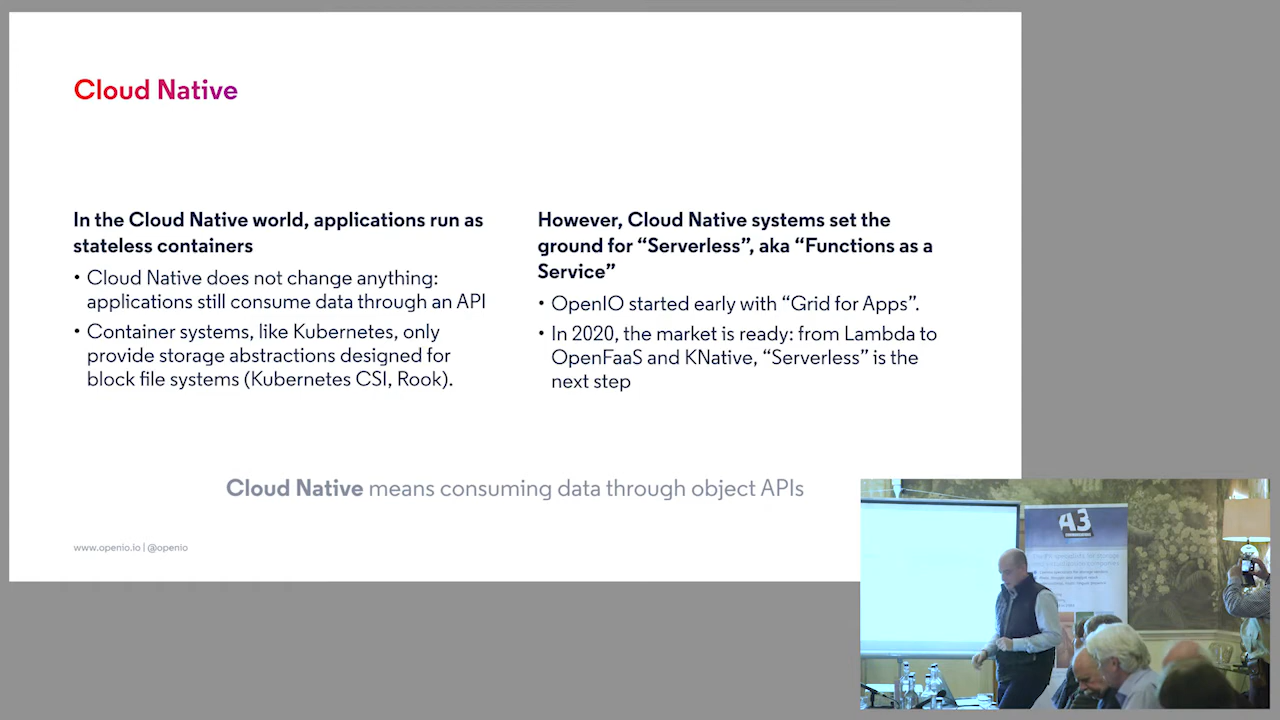 Cloud Native
In the Cloud Native world, applications run as
stateless containers
• Cloud Native does not change anything:
applications still consume data through an API
• Container systems, like Kubernetes, only
provide storage abstractions designed for
block file systems (Kubernetes CSI, Rook).
However, Cloud Native systems set the
ground for “Serverless”, aka “Functions as a
Service”
• OpenIO started early with “Grid for Apps”.
• In 2020, the market is ready: from Lambda to
OpenFaaS and KNative, “Serverless” is the
next step
Cloud Native means consuming data through object APIs
www.openio.io | @openio
A3